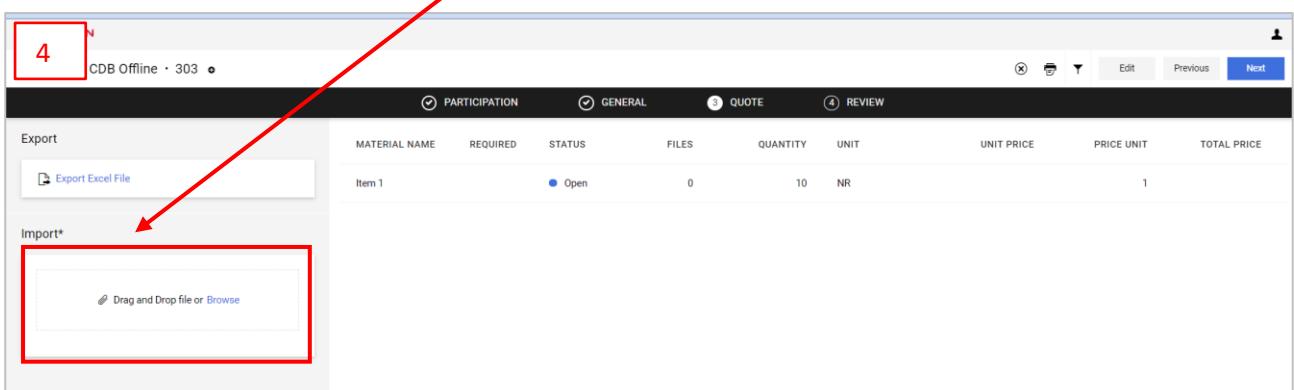 4
N
CDB Offline • 303
Edit Previous Next
PARTICIPATION GENERAL 3 QUOTE 4 REVIEW
Export
MATERIAL NAME REQUIRED STATUS FILES QUANTITY UNIT UNIT PRICE PRICE UNIT TOTAL PRICE
Export Excel File
Item 1 Open 0 10 NR 1
Import*
Drag and Drop file or Browse